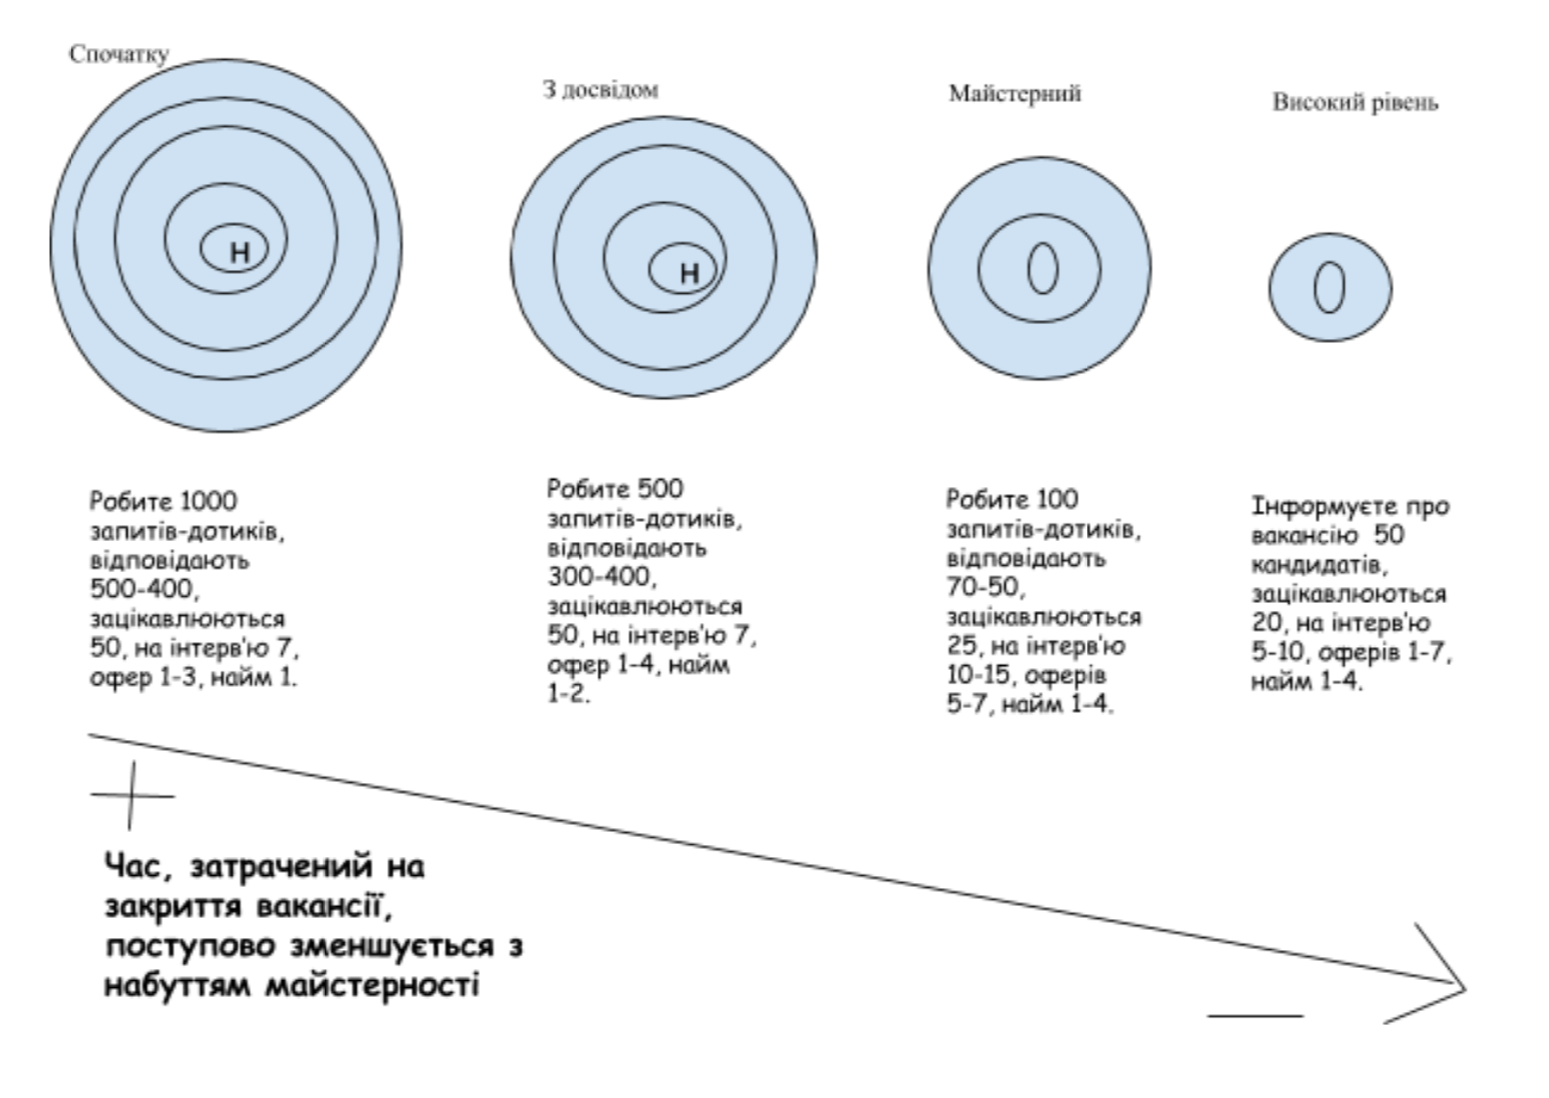 Спочатку
З досвідом
Майстерний
Високий рівень
Н
Н
Робите 1000
запитів-дотиків,
відповідають
500-400,
зацікавлюються
50, на інтерв'ю 7,
офер 1-3, найм 1.
Робите 500
запитів-дотиків,
відповідають
300-400,
зацікавлюються
50, на інтерв'ю 7,
офер 1-4, найм
1-2.
Робите 100
запитів-дотиків,
відповідають
70-50,
зацікавлюються
25, на інтерв'ю
10-15, оферів
5-7, найм 1-4.
Інформуєте про
вакансію 50
кандидатів,
зацікавлюються
20, на інтерв'ю
5-10, оферів 1-7,
найм 1-4.
Час, затрачений на
закриття вакансії,
поступово зменшується з
набуттям майстерності